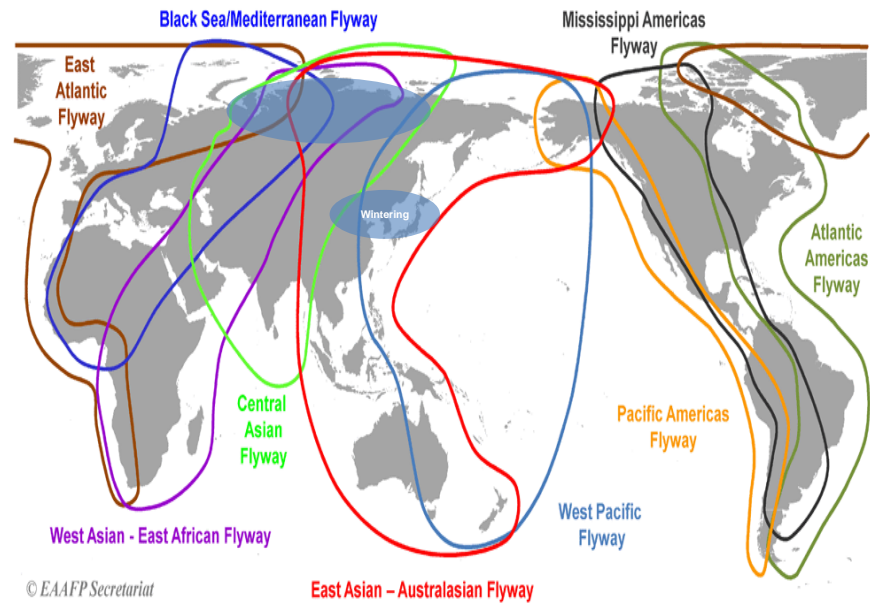 Black Sea/Mediterranean Flyway
Mississippi Americas
Flyway
East
Atlantic
Flyway
Wintering
Atlantic
Americas
Flyway
Central
Asian
Flyway
Pacific Americas
Flyway
West Pacific
Flyway
West Asian - East African Flyway
© EAAFP Secretariat
East Asian – Australasian Flyway